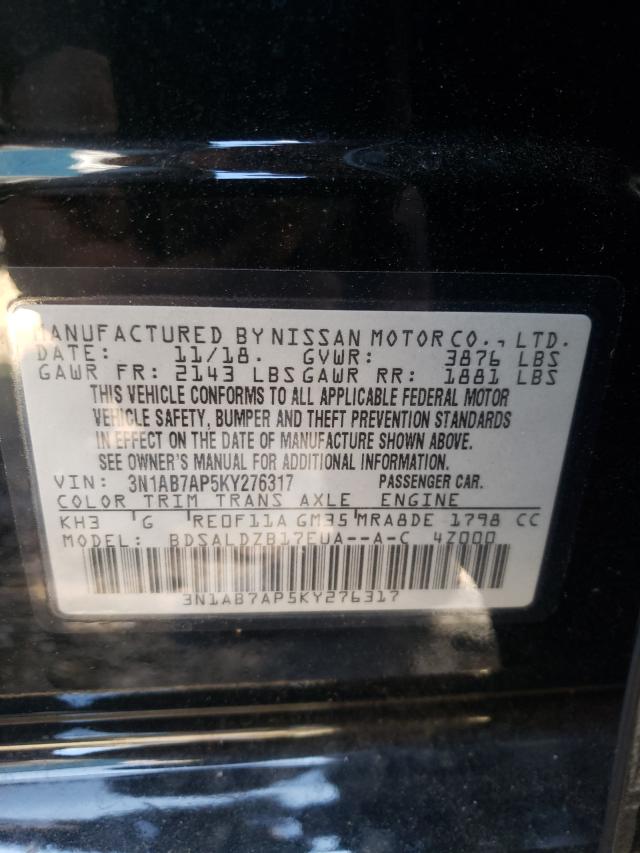 MANUFACTURED BY NISSAN MOTOR CO., LTD.
DATE: 11/18. GVWR: 3876 LBS
GAWR FR: 2143 LBS GAWR RR: 1881 LBS
THIS VEHICLE CONFORMS TO ALL APPLICABLE FEDERAL MOTOR
VEHICLE SAFETY, BUMPER AND THEFT PREVENTION STANDARDS
IN EFFECT ON THE DATE OF MANUFACTURE SHOWN ABOVE.
SEE OWNER'S MANUAL FOR ADDITIONAL INFORMATION.
VIN: 3N1AB7AP5KY276317 PASSENGER CAR.
COLOR TRIM TRANS AXLE ENGINE
KH3 G RE0F11A GM35 MRA8DE 1798 CC
MODEL: BDSALDZB17EUA--A-C 4Z000
3N1AB7AP5KY276317